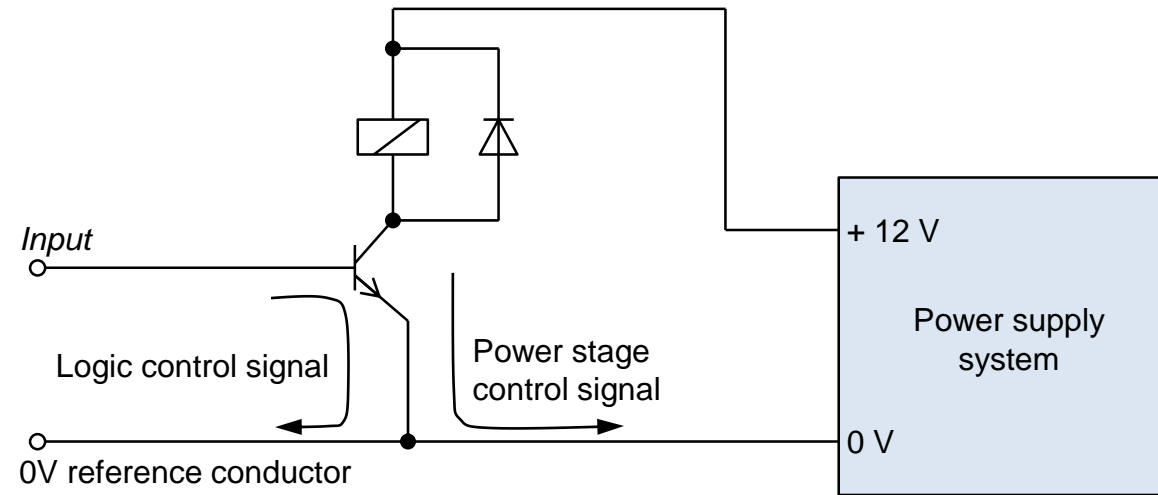 Input
+ 12 V
Power supply
system
Logic control signal
Power stage
control signal
0 V
0V reference conductor